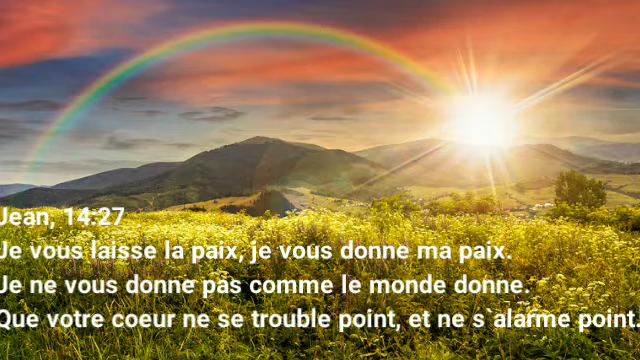 Jean, 14:27
Je vous laisse la paix, je vous donne ma paix.
Je ne vous donne pas comme le monde donne.
Que votre coeur ne se trouble point, et ne s`alarme point.